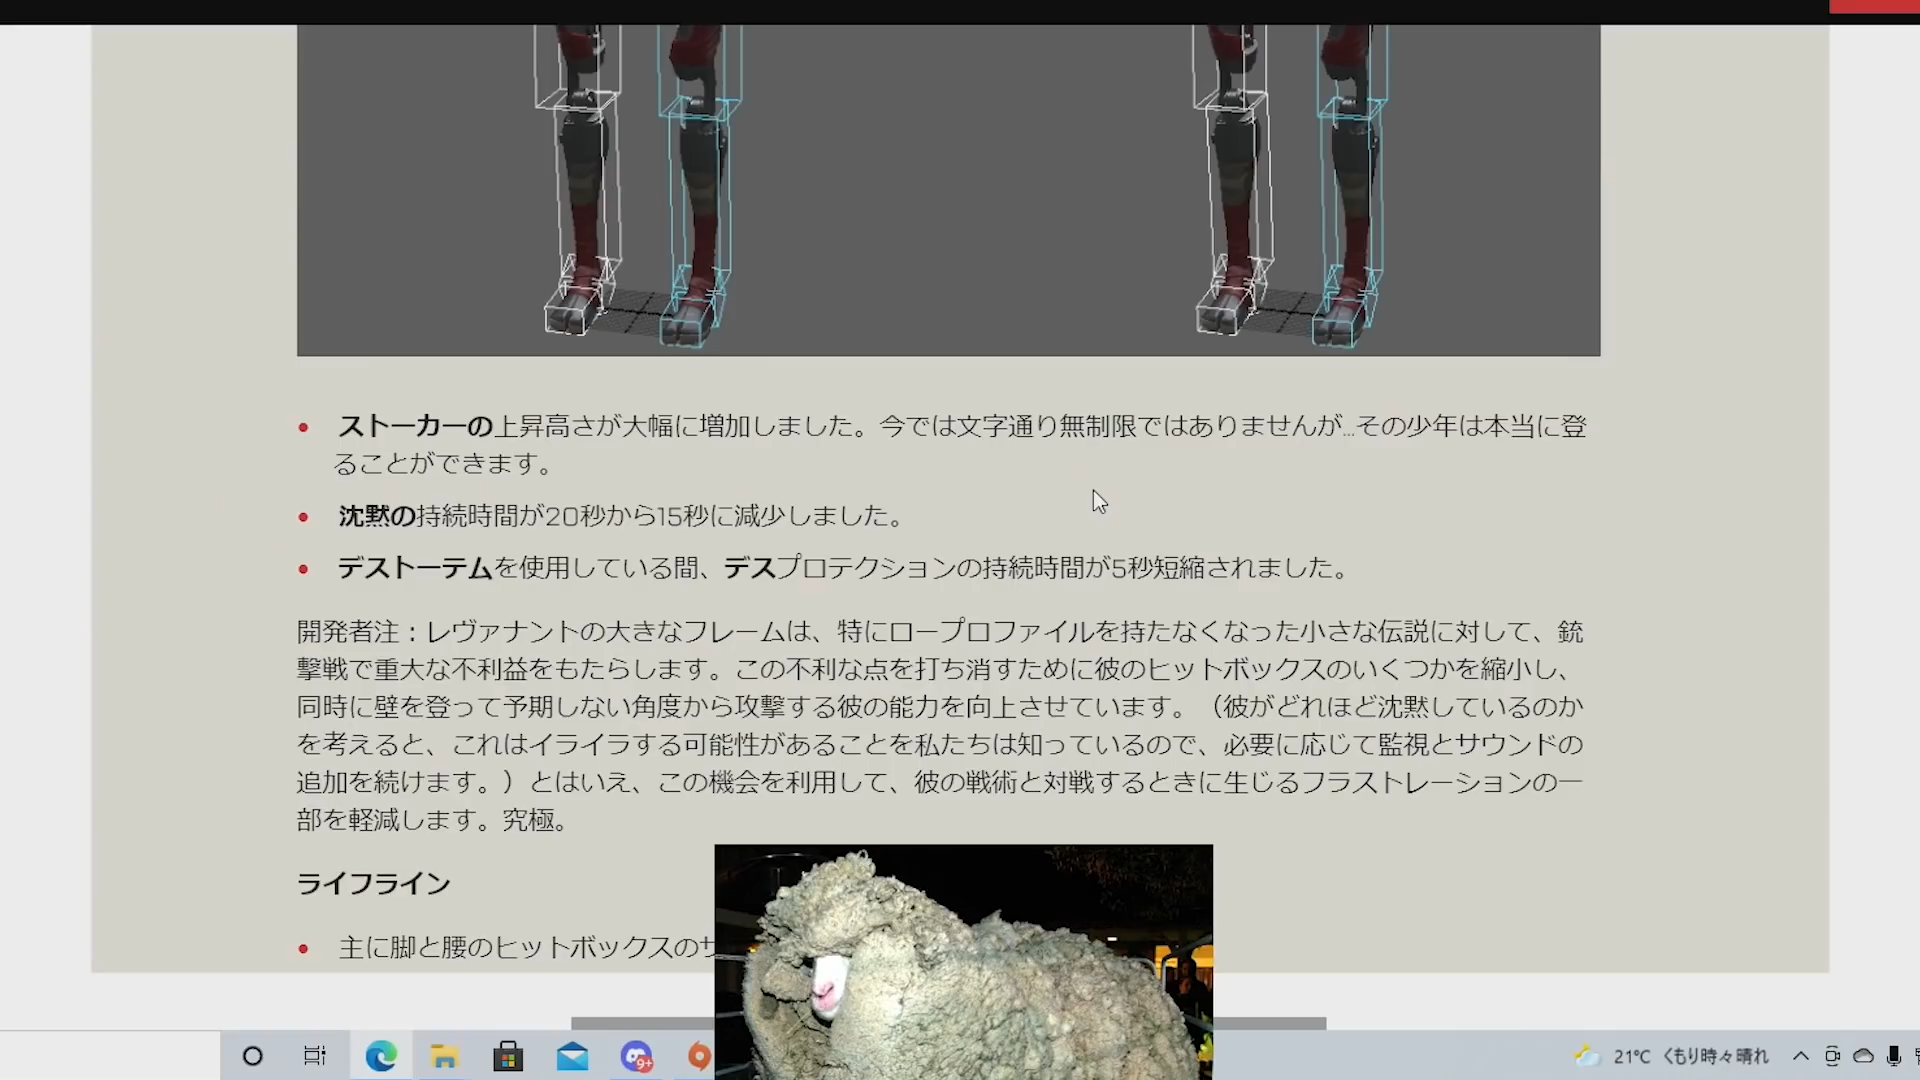 ストーカーの上昇高さが大幅に増加しました。今では文字通り無制限ではありませんが...その少年は本当に登
ることができます。
沈黙の持続時間が20秒から15秒に減少しました。
デストーテムを使用している間、デスプロテクションの持続時間が5秒短縮されました。
開発者注：レヴァナントの大きなフレームは、特にロープロファイルを持たなくなった小さな伝説に対して、銃
撃戦で重大な不利益をもたらします。この不利な点を打ち消すために彼のヒットボックスのいくつかを縮小し、
同時に壁を登って予期しない角度から攻撃する彼の能力を向上させています。（彼がどれほど沈黙しているのか
を考えると、これはイライラする可能性があることを私たちは知っているので、必要に応じて監視とサウンドの
追加を続けます。）とはいえ、この機会を利用して、彼の戦術と対戦するときに生じるフラストレーションの一
部を軽減します。究極。
ライフライン
主に脚と腰のヒットボックスのサ
9+
21°C くもり時々晴れ